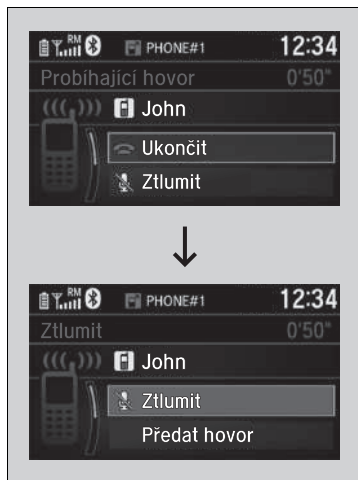 RM PHONE#1 12:34
Probíhající hovor 0'50"
John
Ukončit
Ztlumit
RM PHONE#1 12:34
Ztlumit 0'50"
John
Ztlumit
Předat hovor